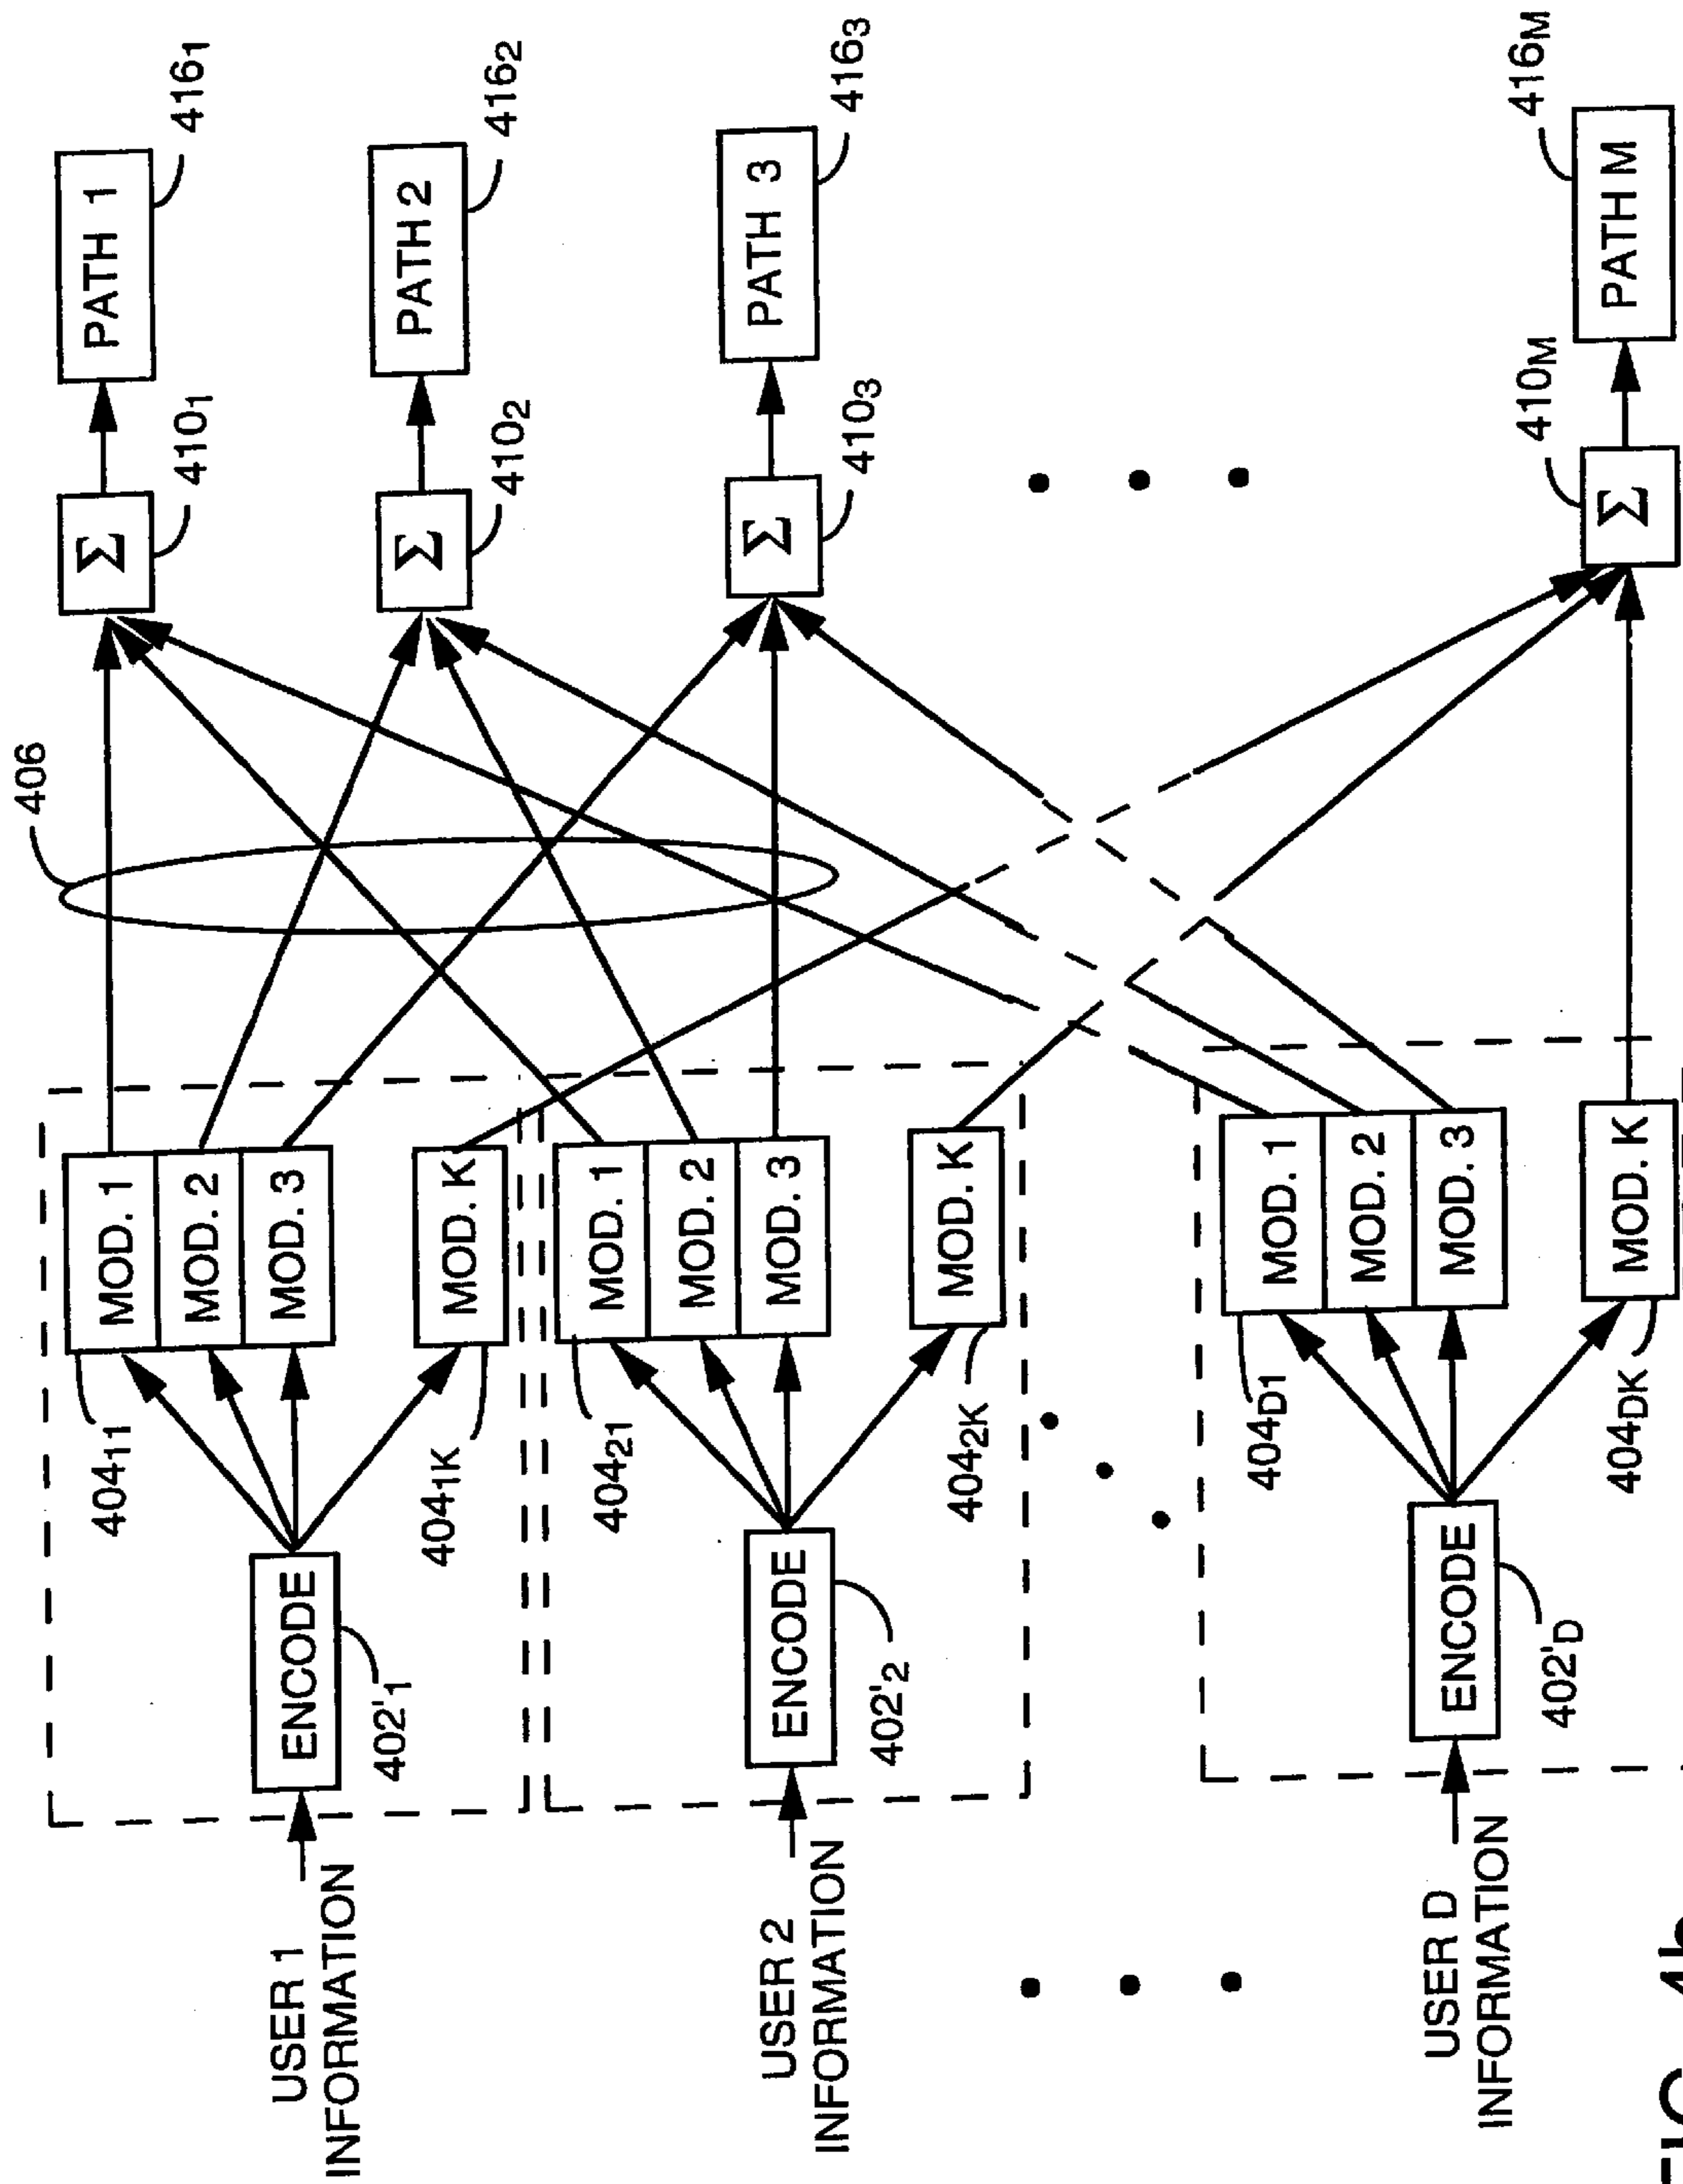 406
USER 1
INFORMATION
ENCODE
402'1
40411
MOD. 1
MOD. 2
MOD. 3
4041K
MOD. K
Σ
4101
PATH 1
4161
Σ
4102
PATH 2
4162
USER 2
INFORMATION
ENCODE
402'2
40421
MOD. 1
MOD. 2
MOD. 3
4042K
MOD. K
Σ
4103
PATH 3
4163
USER D
INFORMATION
ENCODE
402'D
404D1
MOD. 1
MOD. 2
MOD. 3
404DK
MOD. K
Σ
410M
PATH M
416M